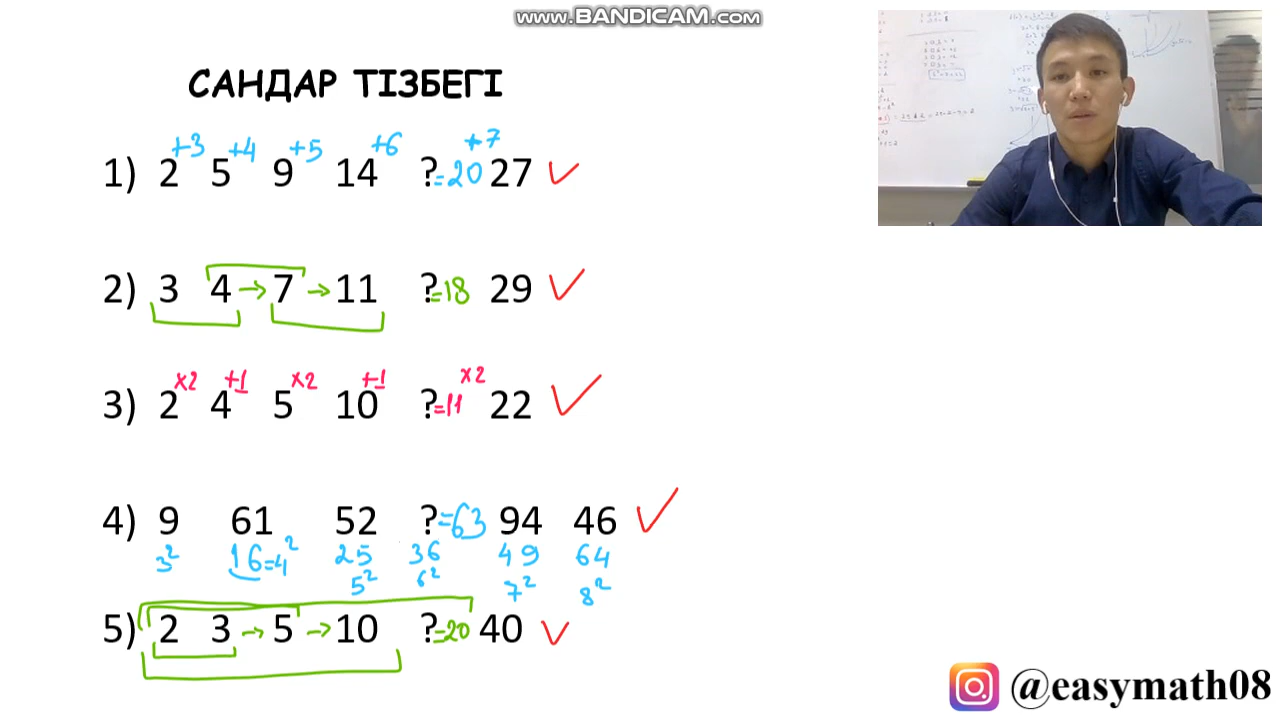 www.BANDICAM.com
САНДАР ТІЗБЕГІ
+3 +4 +5 +6 +7
1) 2 5 9 14 ?=20 27
2) 3 4 7 11 ?=18 29
×2 +1 ×2 +1 ×2
3) 2 4 5 10 ?=11 22
4) 9 61 52 ?=63 94 46
3² 16=4² 25 36 49 64
5² 6² 7² 8²
5) 2 3 5 10 ?=20 40
@easymath08